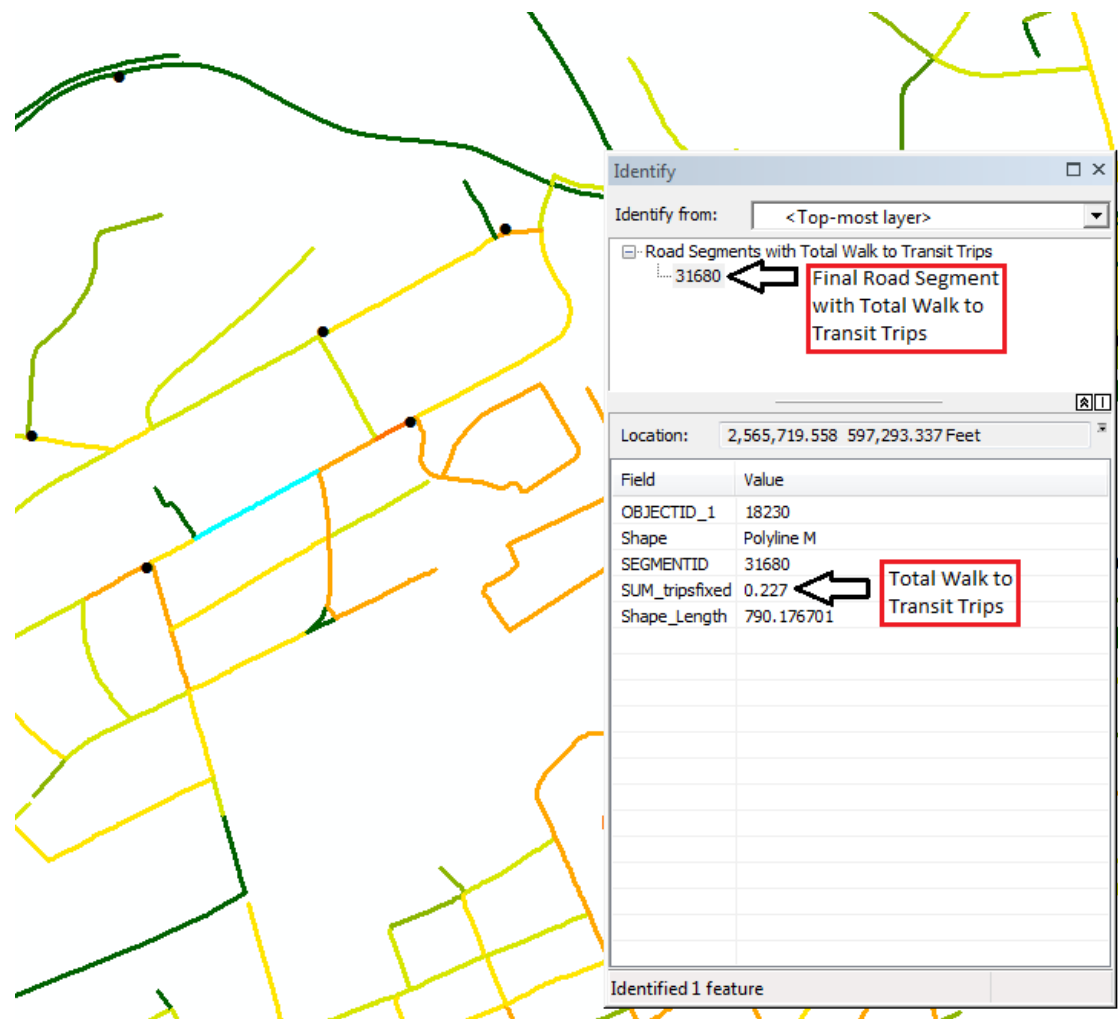 Identify
Identify from: <Top-most layer>
Road Segments with Total Walk to Transit Trips
31680
Final Road Segment
with Total Walk to
Transit Trips
Location: 2,565,719.558 597,293.337 Feet
Field Value
OBJECTID_1 18230
Shape Polyline M
SEGMENTID 31680
SUM_tripsfixed 0.227
Shape_Length 790.176701
Total Walk to
Transit Trips
Identified 1 feature